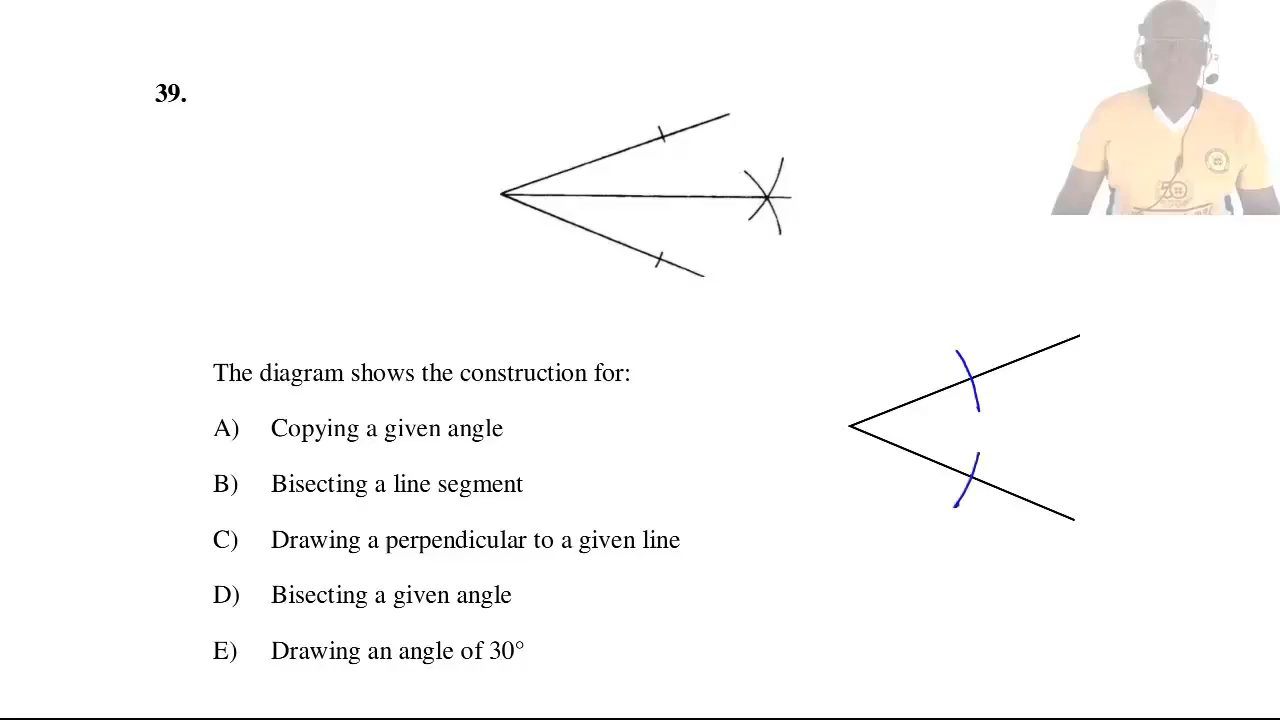 39.
The diagram shows the construction for:
A) Copying a given angle
B) Bisecting a line segment
C) Drawing a perpendicular to a given line
D) Bisecting a given angle
E) Drawing an angle of 30°
50